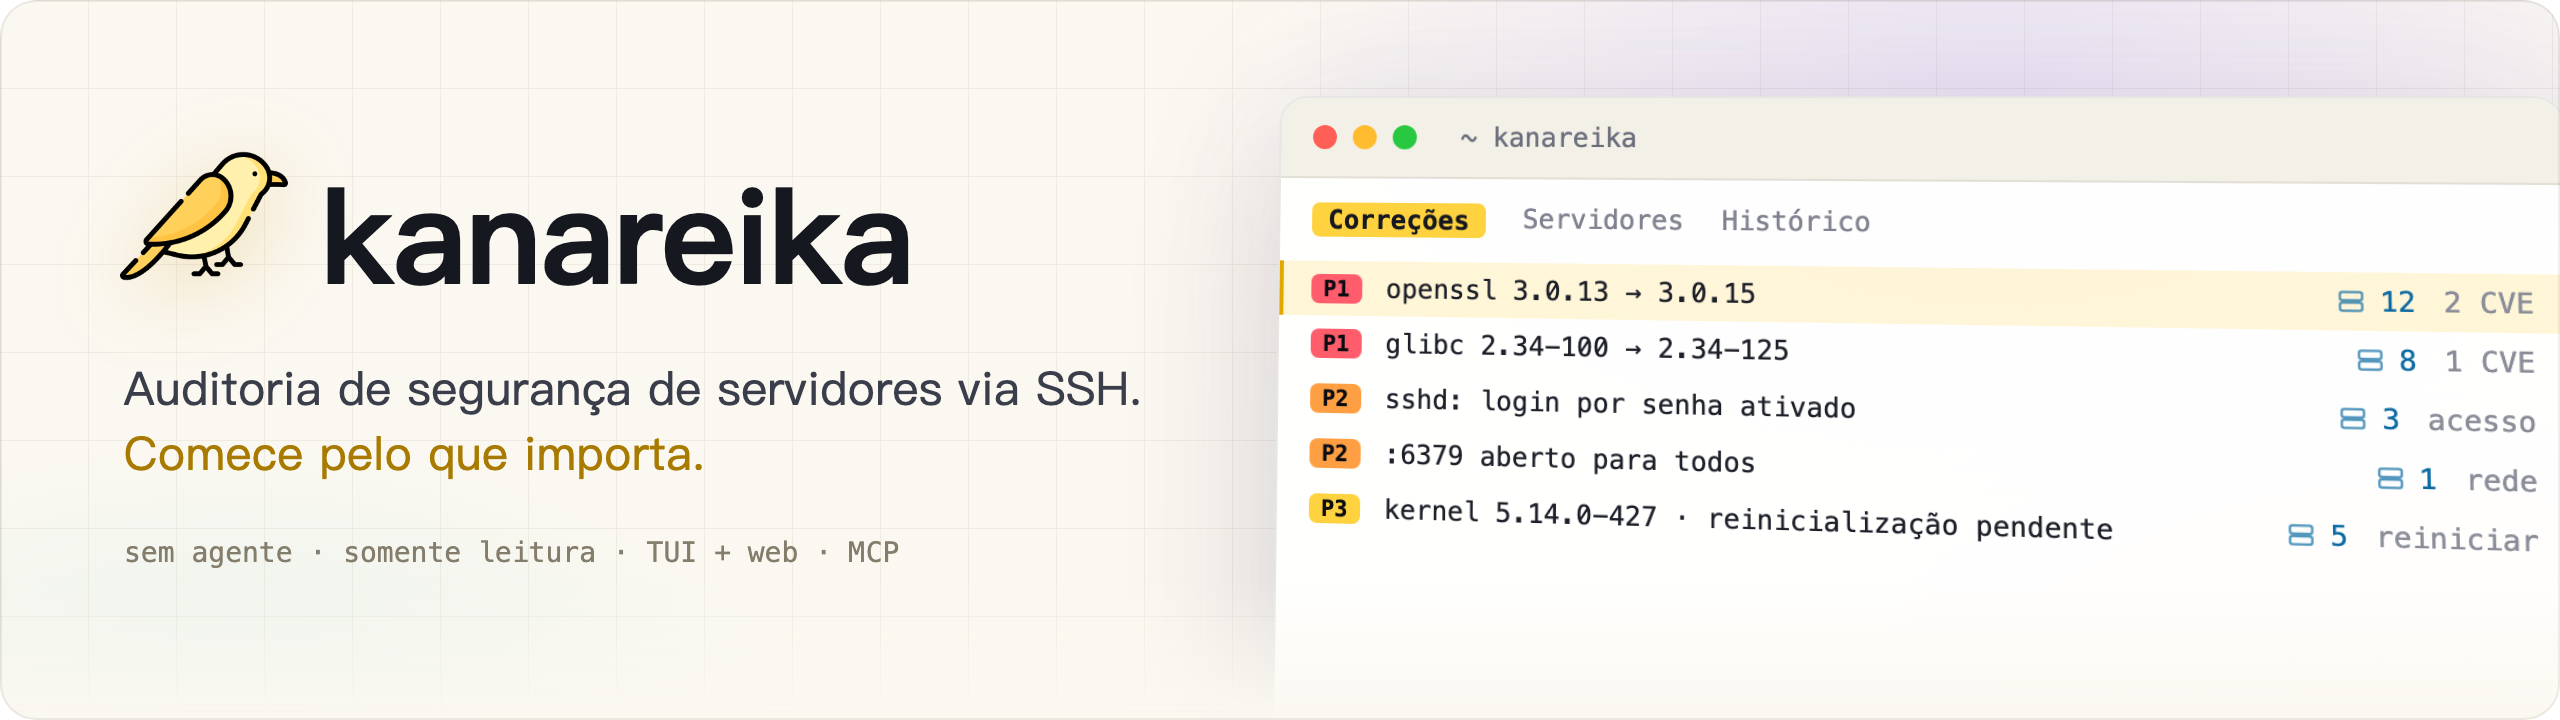 kanareika
Auditoria de segurança de servidores via SSH.
Comece pelo que importa.
sem agente · somente leitura · TUI + web · MCP
~ kanareika
Correções Servidores Histórico
P1 openssl 3.0.13 → 3.0.15 12 2 CVE
P1 glibc 2.34−100 → 2.34−125 8 1 CVE
P2 sshd: login por senha ativado 3 acesso
P2 :6379 aberto para todos 1 rede
P3 kernel 5.14.0−427 · reinicialização pendente 5 reiniciar